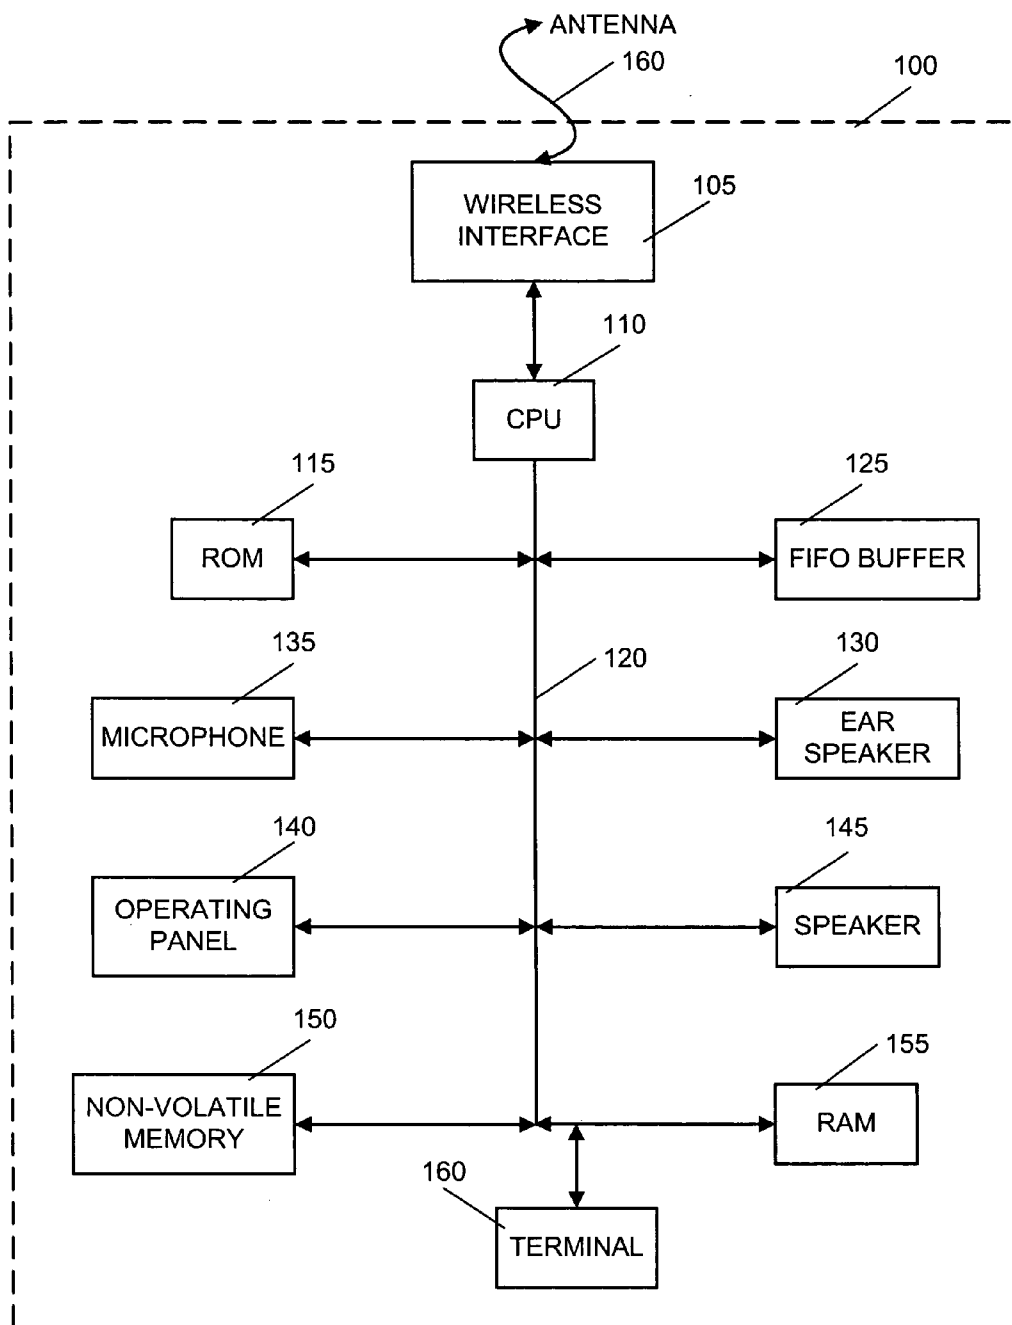 ANTENNA
160
100
105
WIRELESS
INTERFACE
110
CPU
115
125
ROM
FIFO BUFFER
135
120
130
MICROPHONE
EAR
SPEAKER
140
145
OPERATING
PANEL
SPEAKER
150
155
NON-VOLATILE
MEMORY
RAM
160
TERMINAL